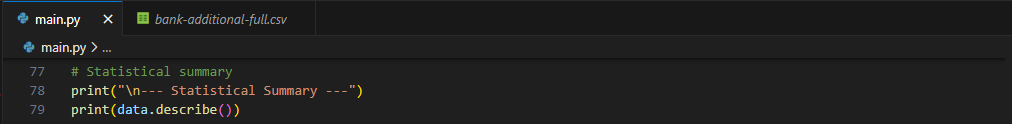 main.py
bank-additional-full.csv
main.py > ...
77 # Statistical summary
78 print("\n--- Statistical Summary ---")
79 print(data.describe())